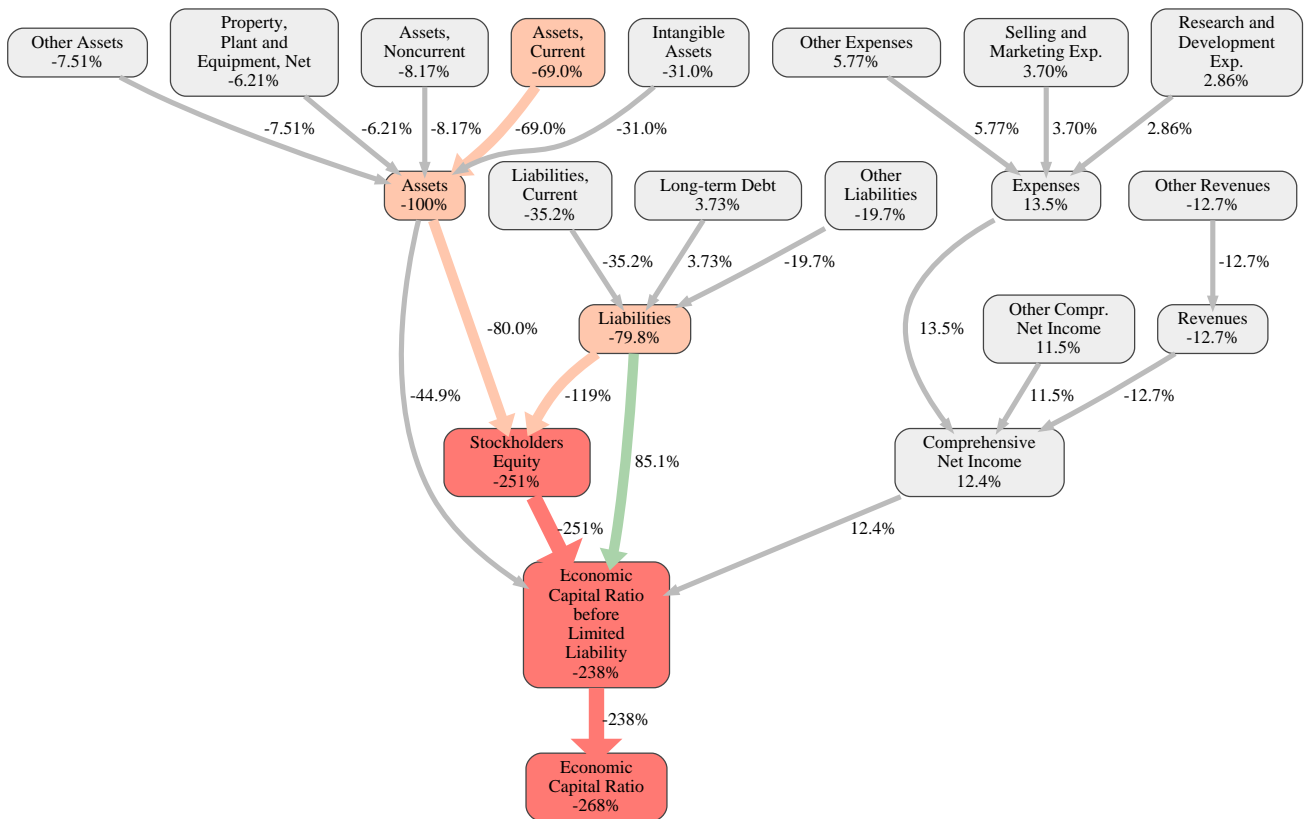 Other Assets
-7.51%
Property,
Plant and
Equipment, Net
-6.21%
Assets,
Noncurrent
-8.17%
Assets,
Current
-69.0%
Intangible
Assets
-31.0%
Other Expenses
5.77%
Selling and
Marketing Exp.
3.70%
Research and
Development
Exp.
2.86%
-7.51%
-6.21%
-8.17%
-69.0%
-31.0%
5.77%
3.70%
2.86%
Assets
-100%
Liabilities,
Current
-35.2%
Long-term Debt
3.73%
Other
Liabilities
-19.7%
Expenses
13.5%
Other Revenues
-12.7%
-35.2%
3.73%
-19.7%
-12.7%
Liabilities
-79.8%
Other Compr.
Net Income
11.5%
Revenues
-12.7%
-80.0%
13.5%
-44.9%
-119%
11.5%
-12.7%
Stockholders
Equity
-251%
85.1%
Comprehensive
Net Income
12.4%
-251%
12.4%
Economic
Capital Ratio
before
Limited
Liability
-238%
-238%
Economic
Capital Ratio
-268%